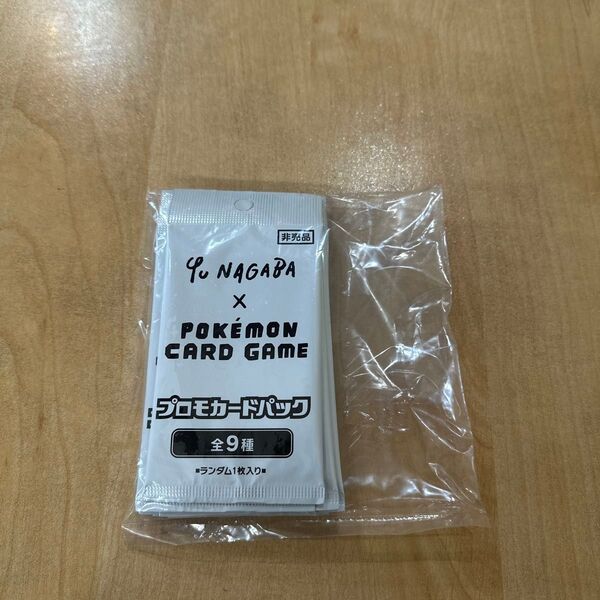 非売品
Yu NAGABA
×
POKÉMON
CARD GAME
プロモカードパック
全9種
■ランダム1枚入り■